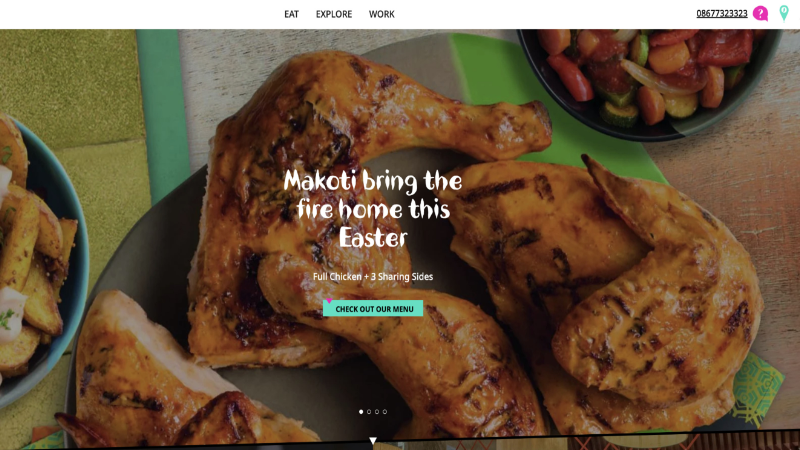 EAT EXPLORE WORK 08677323323 ?
Makoti bring the
fire home this
Easter
Full Chicken + 3 Sharing Sides
CHECK OUT OUR MENU